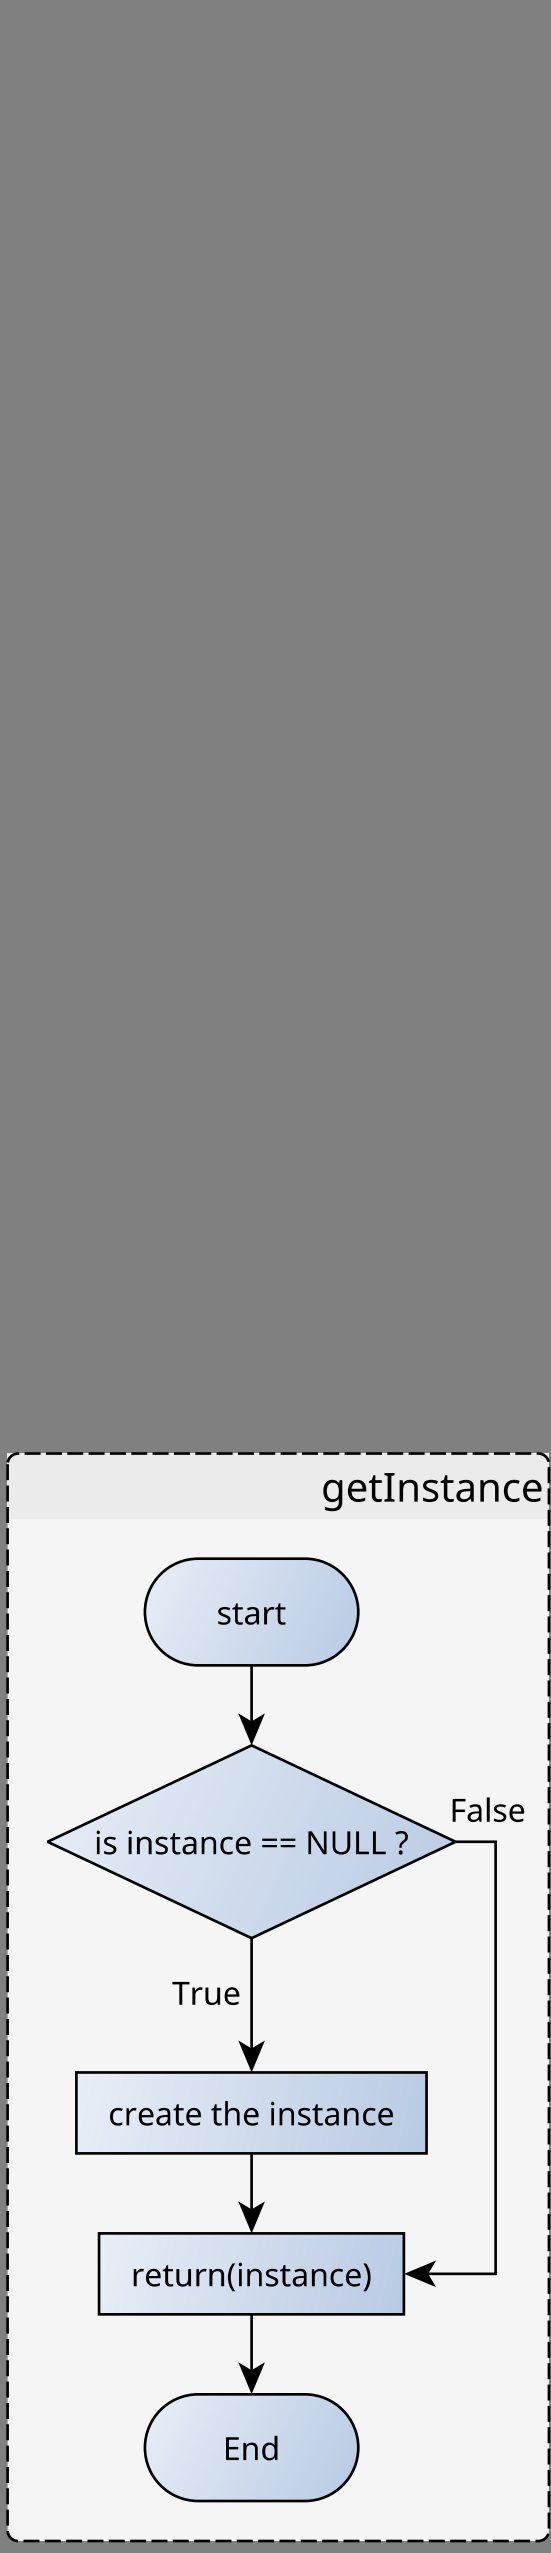 getInstance
start
is instance == NULL ?
False
True
create the instance
return(instance)
End